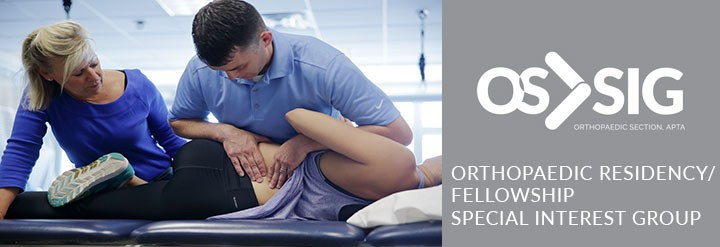 OS>SIG
ORTHOPAEDIC SECTION, APTA
ORTHOPAEDIC RESIDENCY/
FELLOWSHIP
SPECIAL INTEREST GROUP